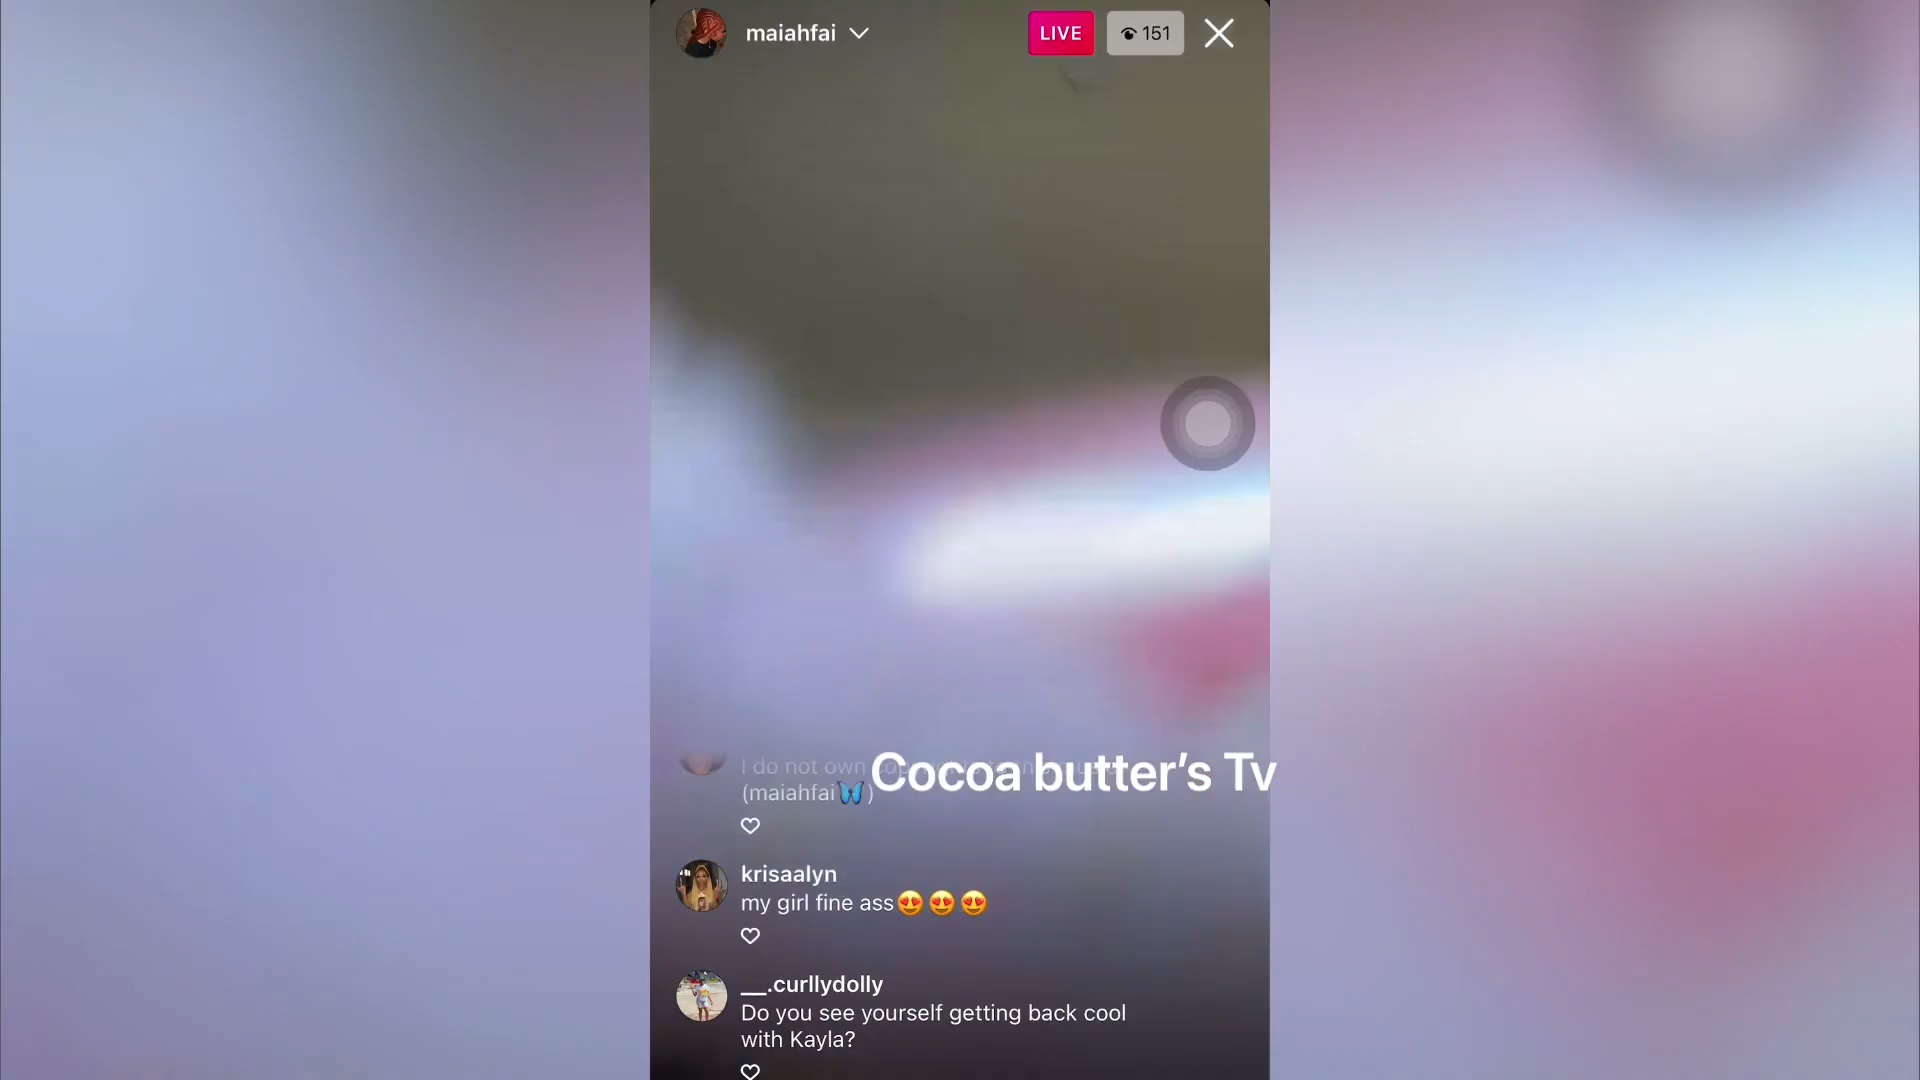 maiahfai
LIVE
151
I do not own
(maiahfai🦋)
Cocoa butter’s Tv
krisaalyn
my girl fine ass😍😍😍
__.curllydolly
Do you see yourself getting back cool
with Kayla?